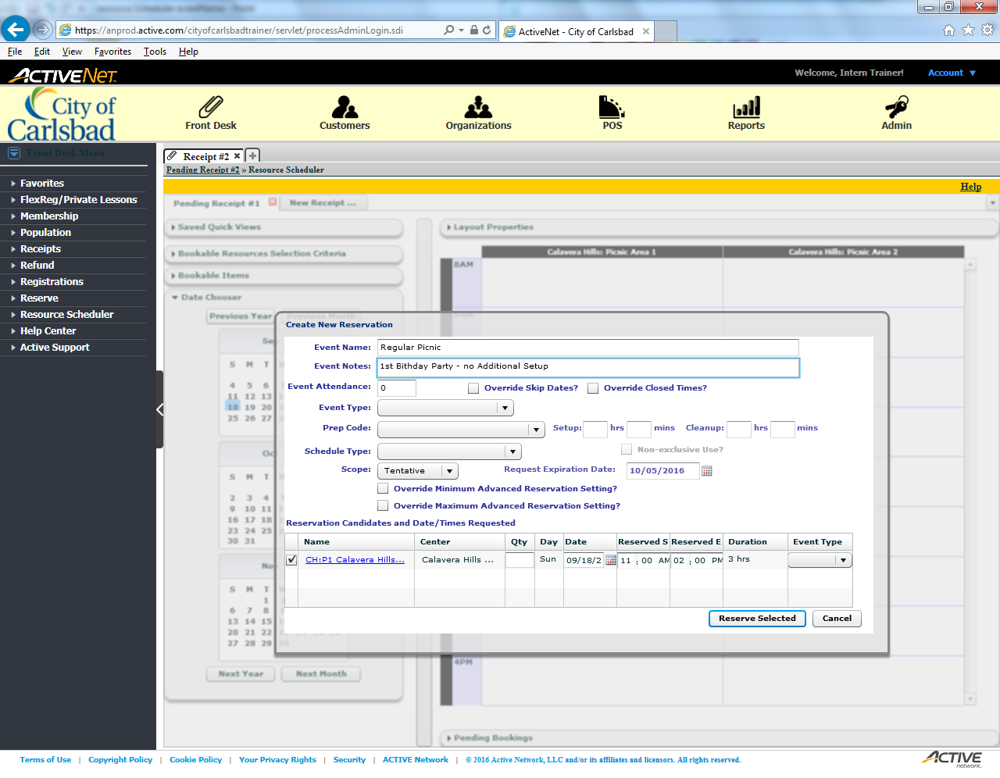 https://anprod.active.com/cityofcarlsbadtrainer/servlet/processAdminLogin.sdi
ActiveNet - City of Carlsbad
File Edit View Favorites Tools Help
ACTIVENET
Welcome, Intern Trainer! Account
City of
Carlsbad
Front Desk Customers Organizations POS Reports Admin
Front Desk Menu
Receipt #2
Pending Receipt #2 » Resource Scheduler
Help
Favorites
FlexReg/Private Lessons
Membership
Population
Receipts
Refund
Registrations
Reserve
Resource Scheduler
Help Center
Active Support
Pending Receipt #1 New Receipt ...
Saved Quick Views
Bookable Resources Selection Criteria
Bookable Items
Date Chooser
Previous Year Previous Month
Se
S M T
4 5 6
11 12 13
18 19 20
25 26 27
Oc
S M T
2 3 4
9 10 11
16 17 18
23 24 25
30 31
No
S M T
1
6 7 8
13 14 15
20 21 22
27 28 29 30
Next Year Next Month
Layout Properties
Calavera Hills: Picnic Area 1 Calavera Hills: Picnic Area 2
8AM
9AM
4PM
Pending Bookings
Create New Reservation
Event Name: Regular Picnic
Event Notes: 1st Bithday Party - no Additional Setup
Event Attendance: 0 Override Skip Dates? Override Closed Times?
Event Type:
Prep Code: Setup: hrs mins Cleanup: hrs mins
Schedule Type: Non-exclusive Use?
Scope: Tentative Request Expiration Date: 10/05/2016
Override Minimum Advanced Reservation Setting?
Override Maximum Advanced Reservation Setting?
Reservation Candidates and Date/Times Requested
Name Center Qty Day Date Reserved S Reserved E Duration Event Type
CH:P1 Calavera Hills... Calavera Hills ... Sun 09/18/2 11 : 00 AM 02 : 00 PM 3 hrs
Reserve Selected Cancel
Terms of Use | Copyright Policy | Cookie Policy | Your Privacy Rights | Security | ACTIVE Network | © 2016 Active Network, LLC and/or its affiliates and licensors. All rights reserved.
ACTIVE
network.